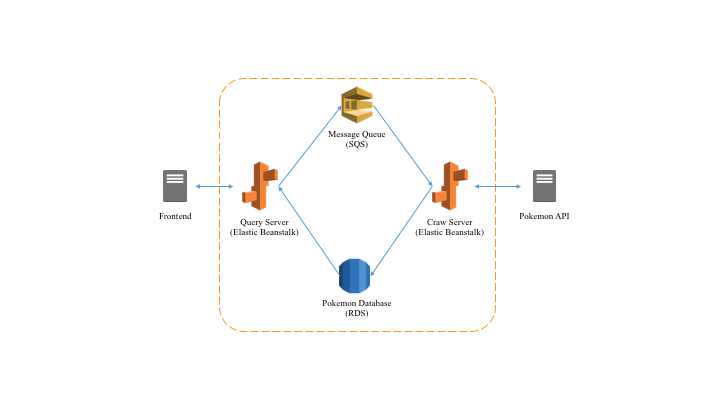 Message Queue
(SQS)
Frontend
Query Server
(Elastic Beanstalk)
Craw Server
(Elastic Beanstalk)
Pokemon API
Pokemon Database
(RDS)